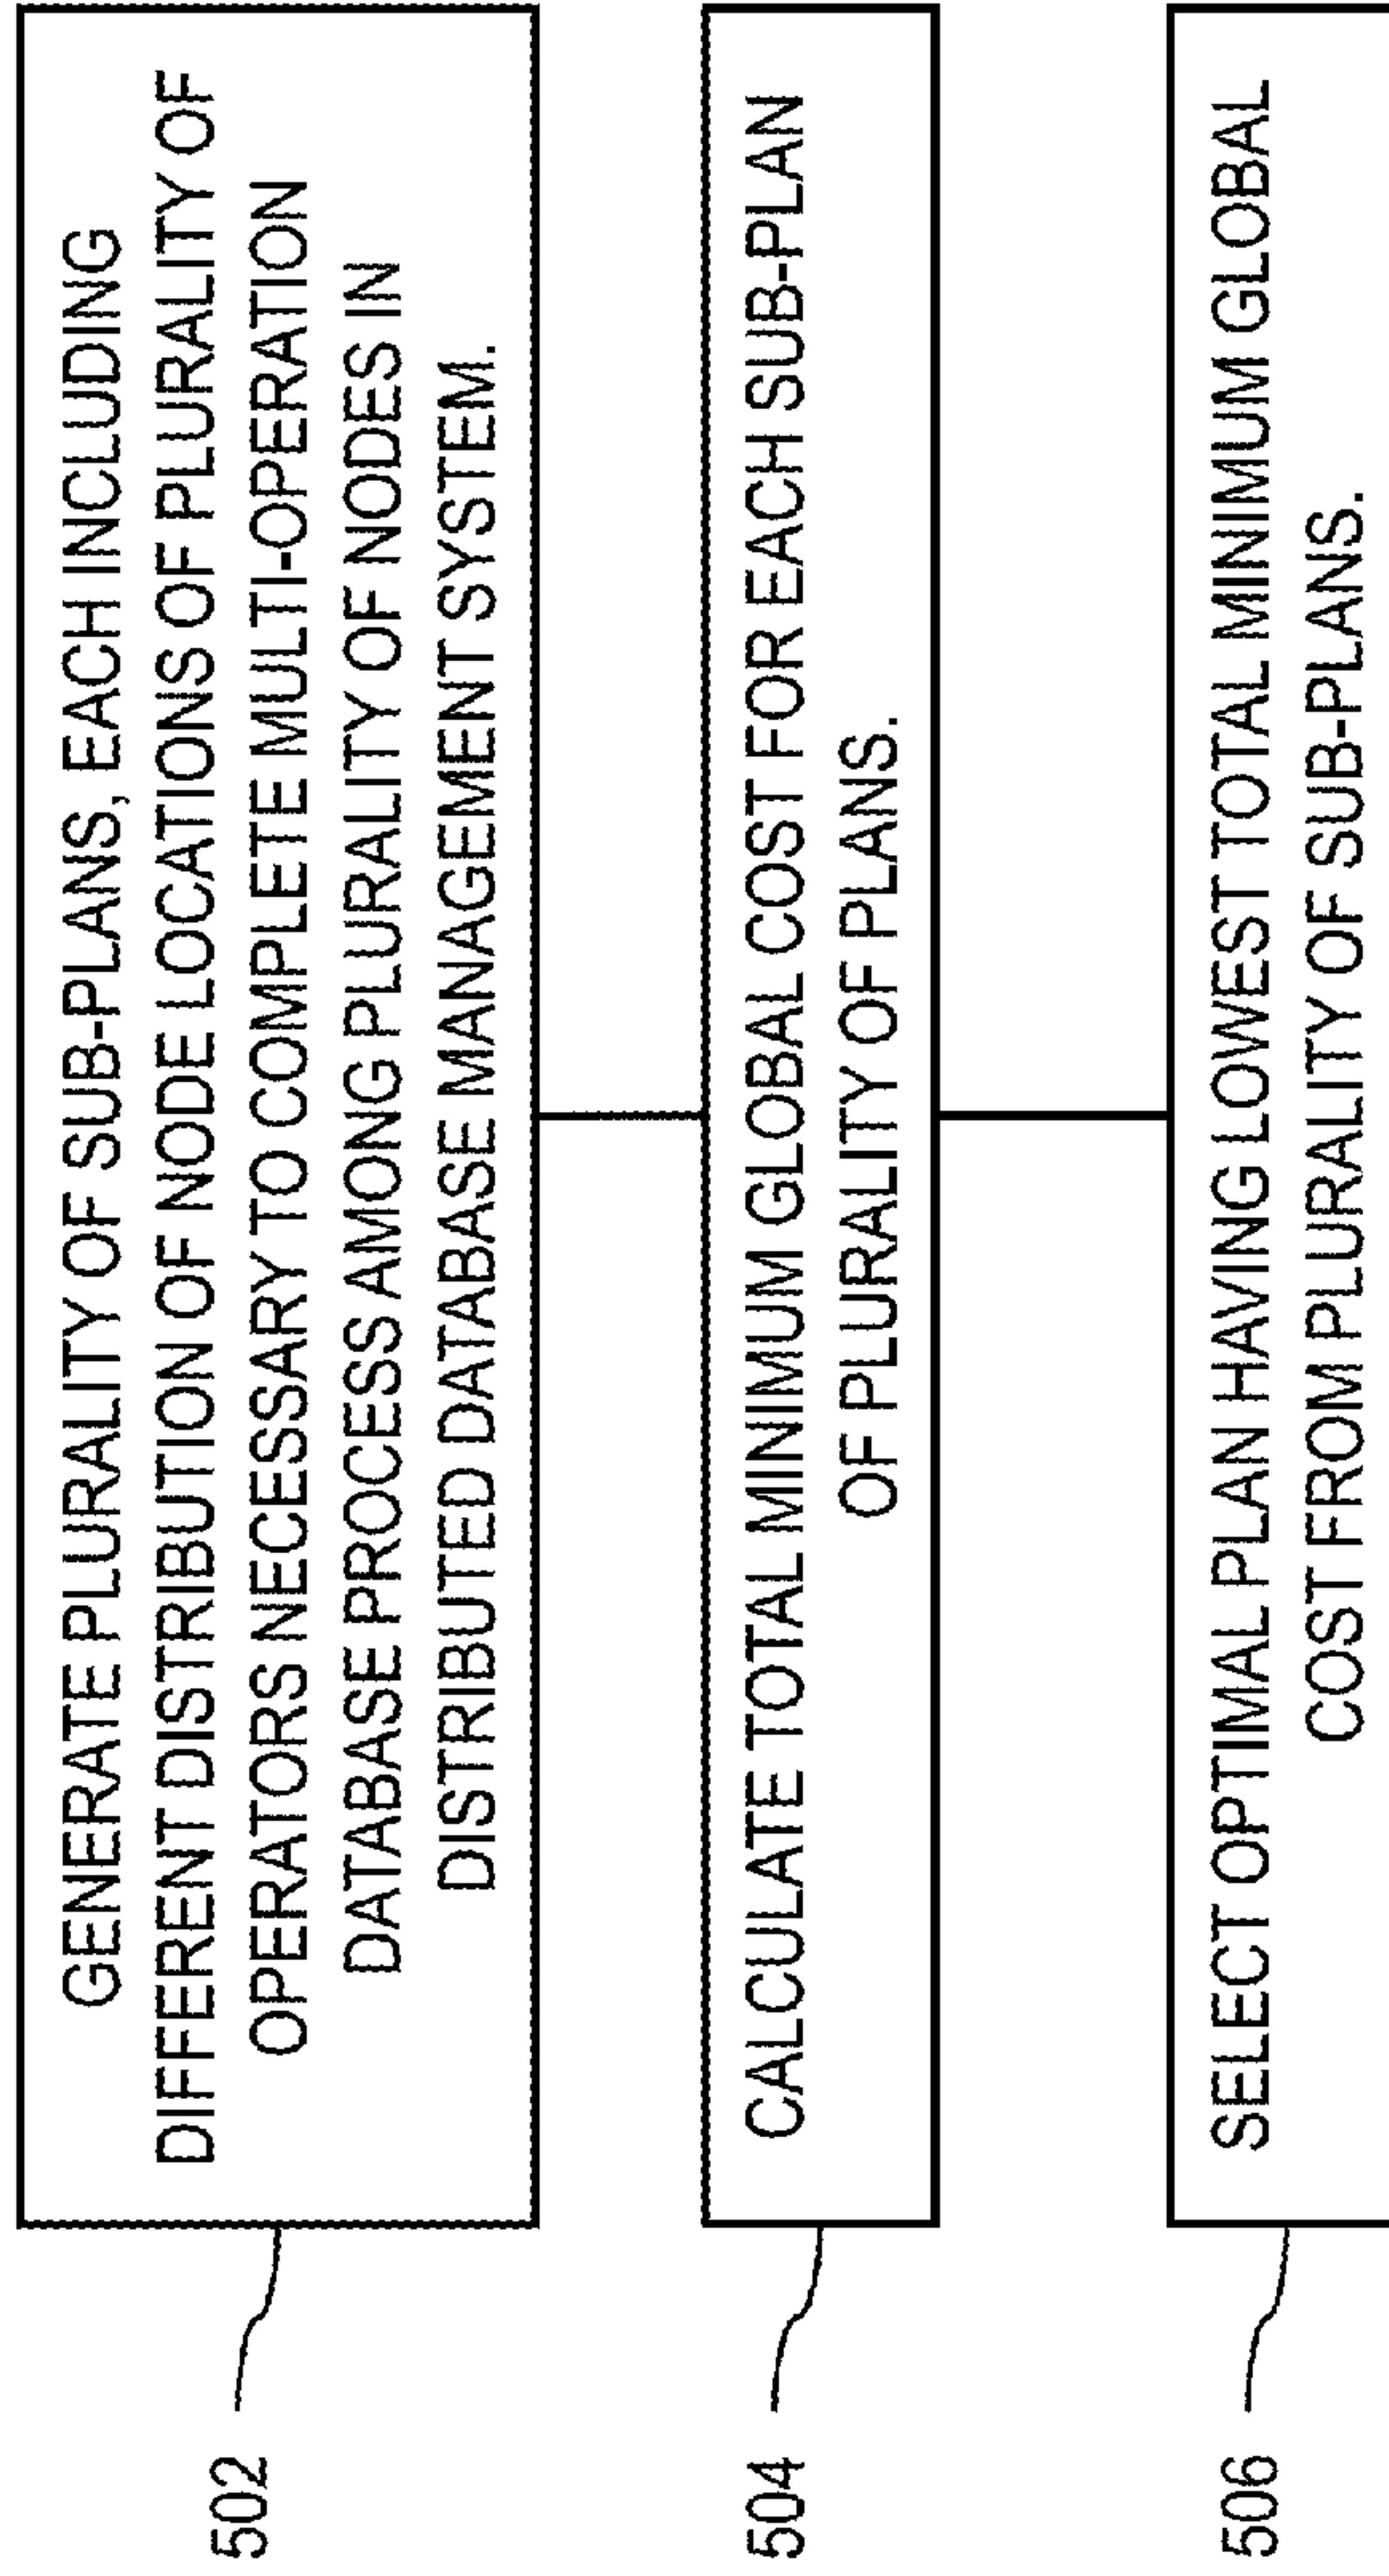 502
GENERATE PLURALITY OF SUB-PLANS, EACH INCLUDING
DIFFERENT DISTRIBUTION OF NODE LOCATIONS OF PLURALITY OF
OPERATORS NECESSARY TO COMPLETE MULTI-OPERATION
DATABASE PROCESS AMONG PLURALITY OF NODES IN
DISTRIBUTED DATABASE MANAGEMENT SYSTEM.
504
CALCULATE TOTAL MINIMUM GLOBAL COST FOR EACH SUB-PLAN
OF PLURALITY OF PLANS.
506
SELECT OPTIMAL PLAN HAVING LOWEST TOTAL MINIMUM GLOBAL
COST FROM PLURALITY OF SUB-PLANS.